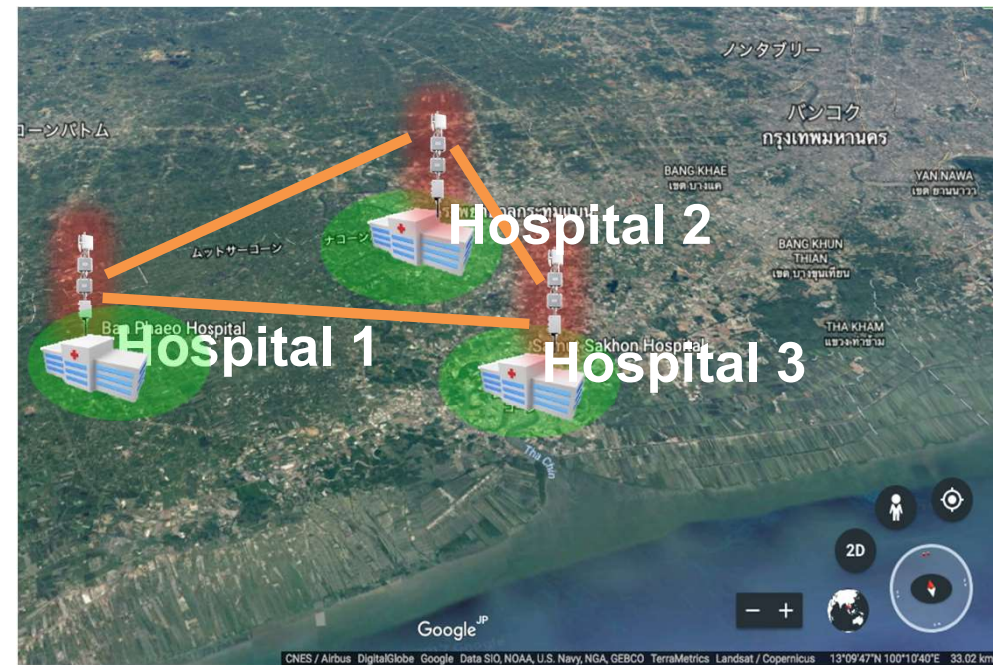 ノンタブリー
バンコク
กรุงเทพมหานคร
コーンパトム
BANG KHAE
เขต บางแค
YAN NAWA
เขต ยานนาวา
Hospital 2
ムットサーコーン
ナコーン
BANG KHUN
THIAN
เขต บางขุนเทียน
Ban Phaeo Hospital
Hospital 1
THA KHAM
แขวง ท่าข้าม
Sakhon Hospital
Hospital 3
Tha Chin
2D
Google JP
CNES / Airbus DigitalGlobe Google Data SIO, NOAA, U.S. Navy, NGA, GEBCO TerraMetrics Landsat / Copernicus 13°09'47"N 100°10'40"E 33.02 km